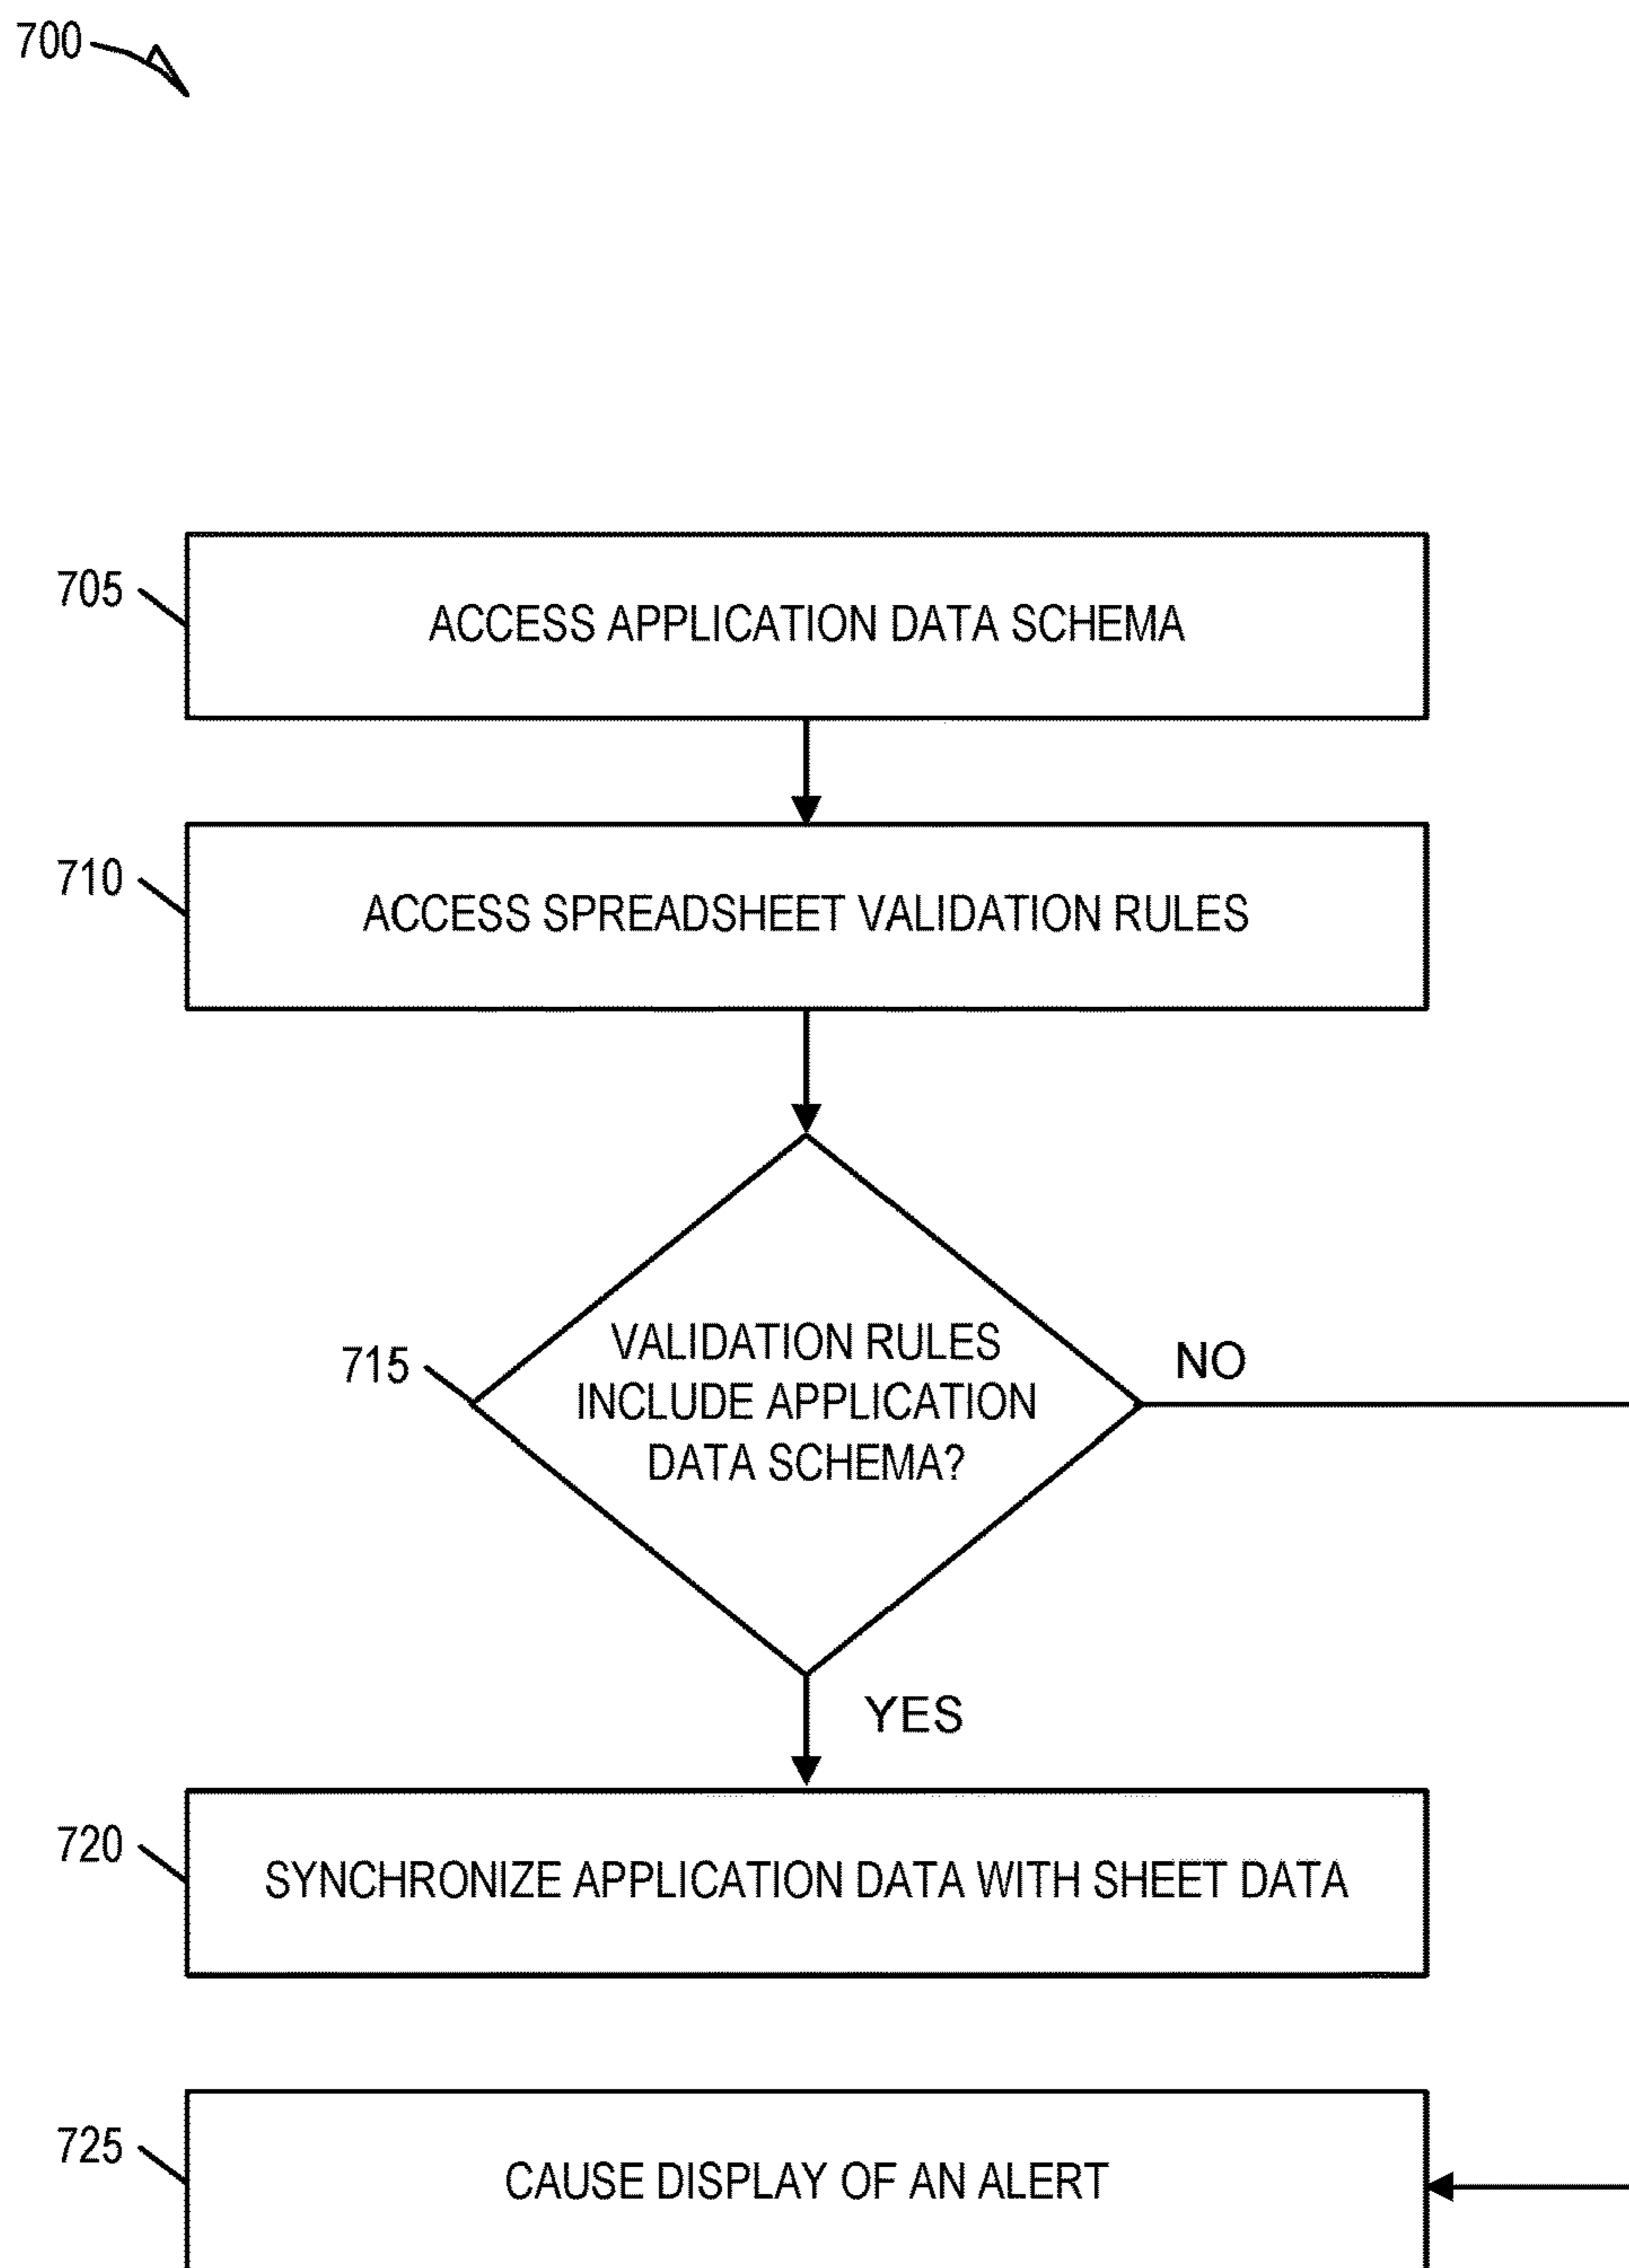 700
705
ACCESS APPLICATION DATA SCHEMA
710
ACCESS SPREADSHEET VALIDATION RULES
715
VALIDATION RULES
INCLUDE APPLICATION
DATA SCHEMA?
NO
YES
720
SYNCHRONIZE APPLICATION DATA WITH SHEET DATA
725
CAUSE DISPLAY OF AN ALERT